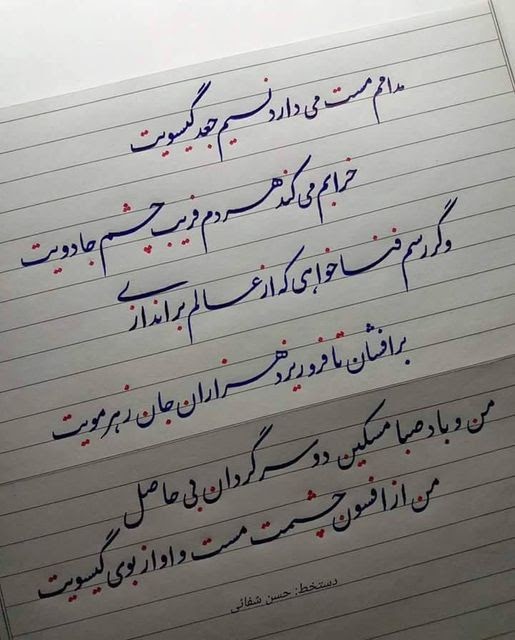 مدامم مست می دارد نسیم جعد گیسویت
خرابم می کند هر دم فریب چشم جادویت
وگر رسم فنا خواهی که از عالم براندازی
برافشان تا فرو ریزد هزاران جان ز هر مویت
من و باد صبا مسکین دو سرگردان بی حاصل
من از افسون چشمت مست و او از بوی گیسویت
دستخط: حسن شفائی